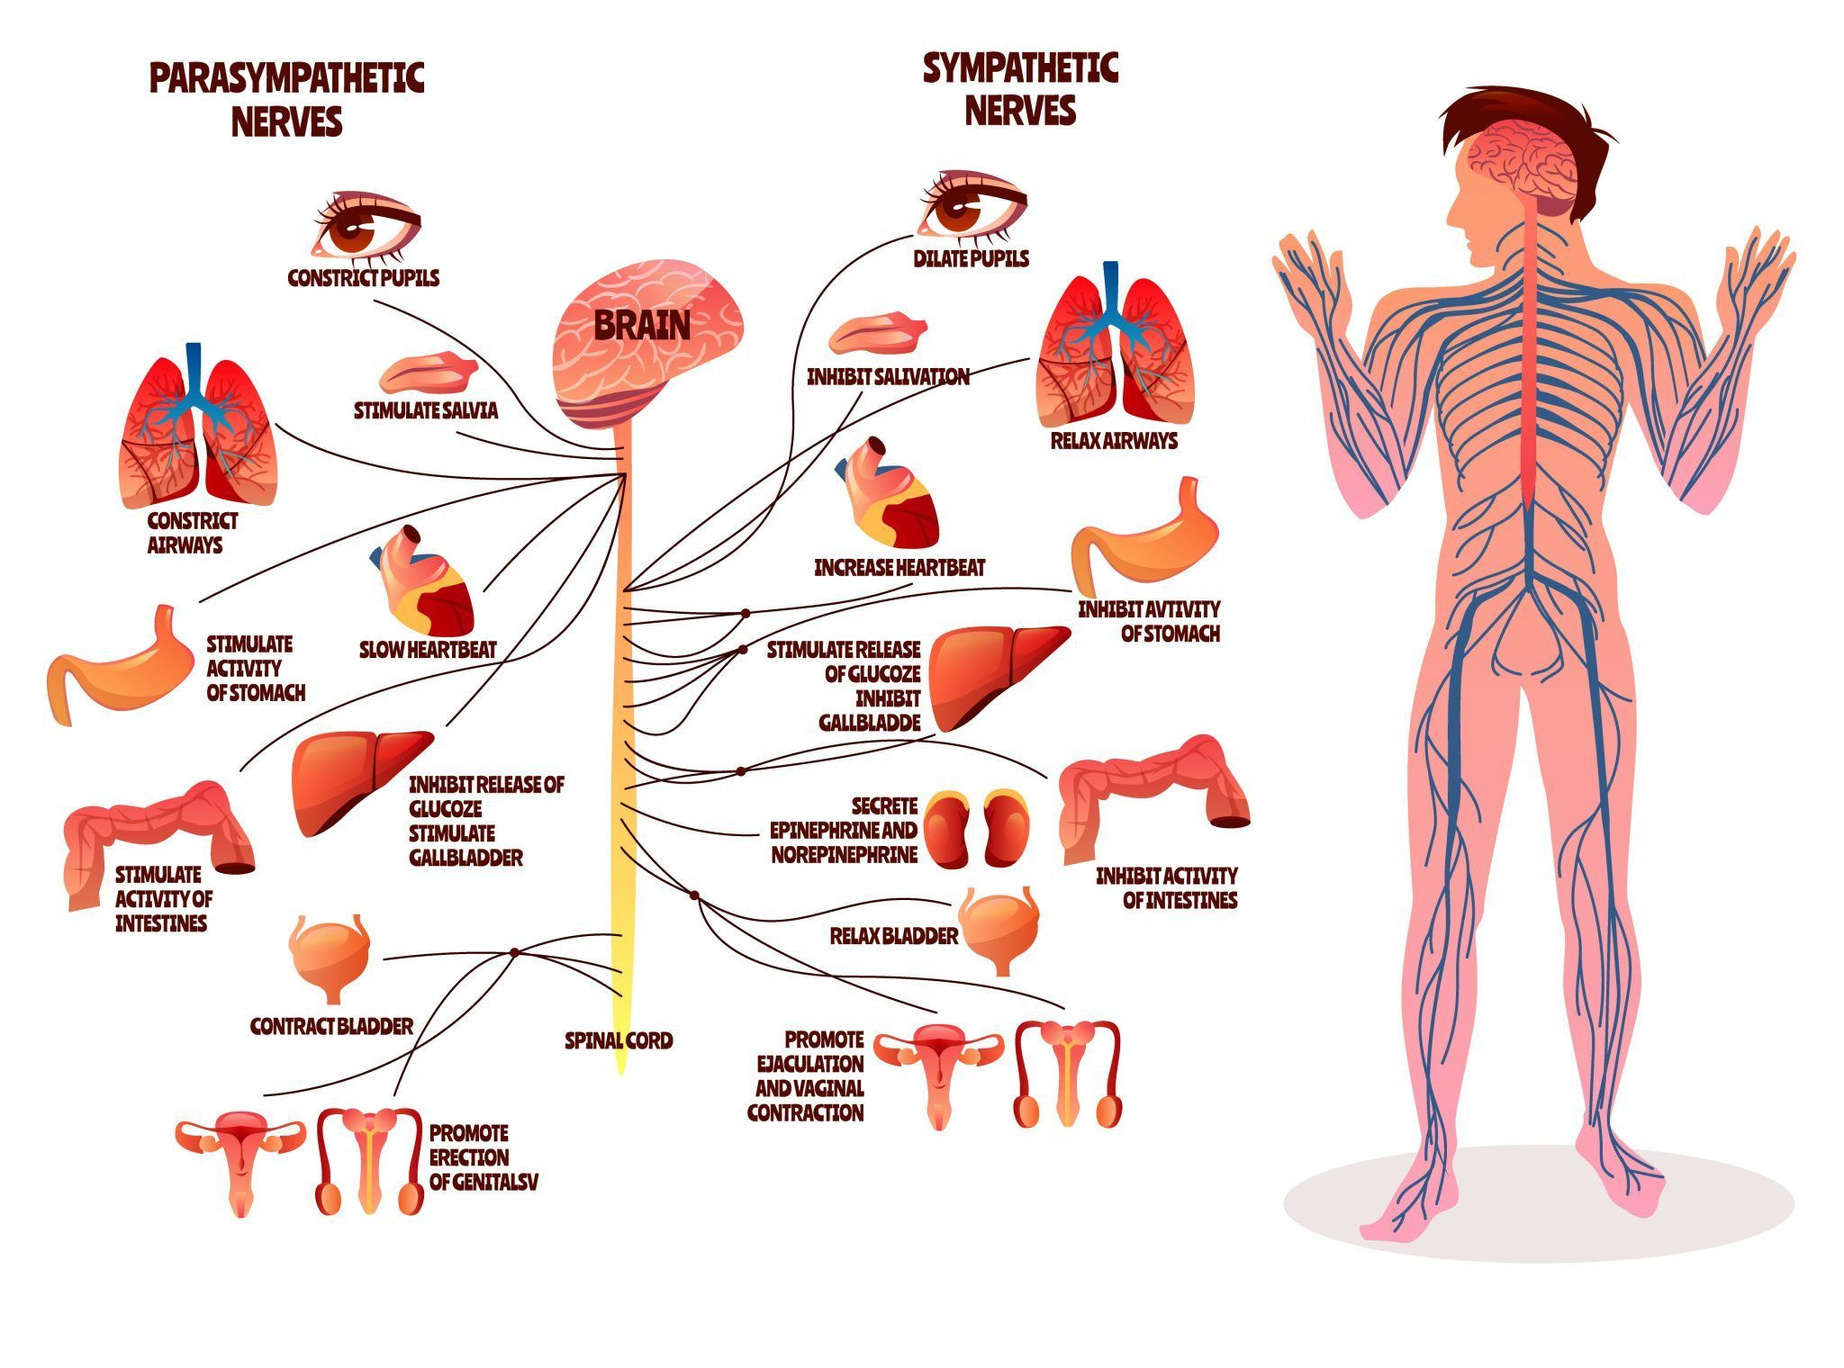 PARASYMPATHETIC
NERVES
CONSTRICT PUPILS
STIMULATE SALVIA
CONSTRICT
AIRWAYS
SLOW HEARTBEAT
STIMULATE
ACTIVITY
OF STOMACH
INHIBIT RELEASE OF
GLUCOZE
STIMULATE
GALLBLADDER
STIMULATE
ACTIVITY OF
INTESTINES
CONTRACT BLADDER
PROMOTE
ERECTION
OF GENITALSV
BRAIN
SPINAL CORD
SYMPATHETIC
NERVES
DILATE PUPILS
INHIBIT SALIVATION
RELAX AIRWAYS
INCREASE HEARTBEAT
INHIBIT AVTIVITY
OF STOMACH
STIMULATE RELEASE
OF GLUCOZE
INHIBIT
GALLBLADDE
SECRETE
EPINEPHRINE AND
NOREPINEPHRINE
INHIBIT ACTIVITY
OF INTESTINES
RELAX BLADDER
PROMOTE
EJACULATION
AND VAGINAL
CONTRACTION